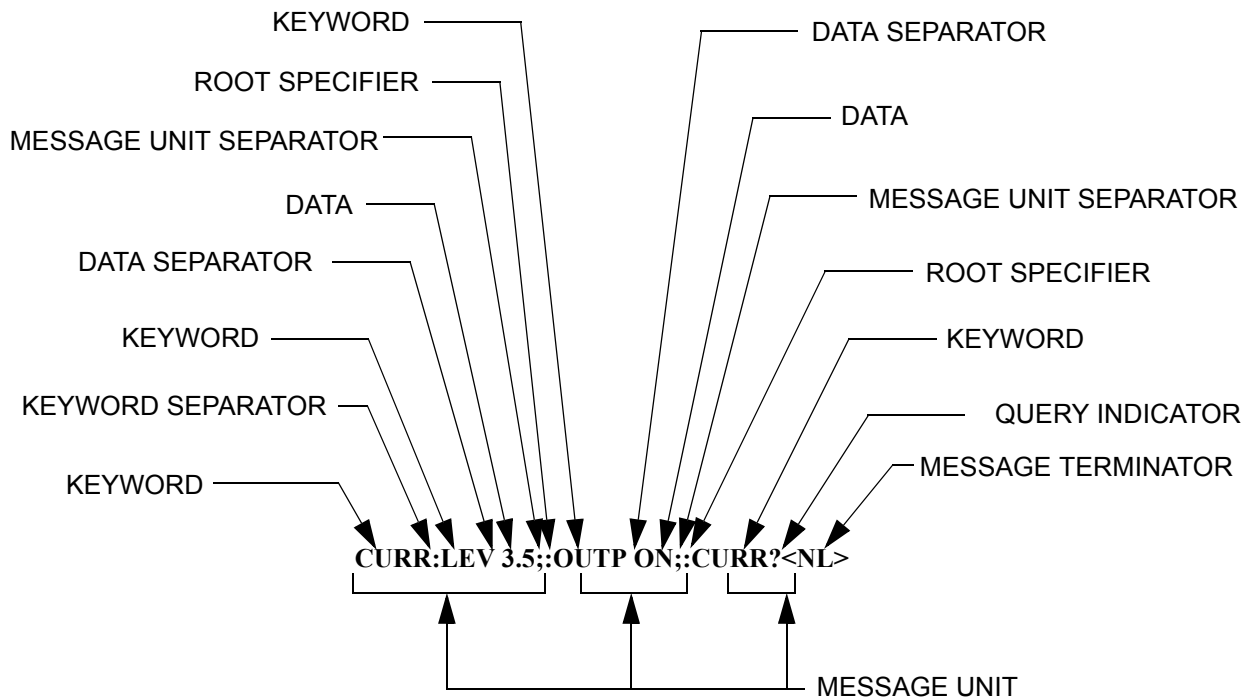 KEYWORD
DATA SEPARATOR
ROOT SPECIFIER
DATA
MESSAGE UNIT SEPARATOR
DATA
MESSAGE UNIT SEPARATOR
DATA SEPARATOR
ROOT SPECIFIER
KEYWORD
KEYWORD
KEYWORD SEPARATOR
QUERY INDICATOR
KEYWORD
MESSAGE TERMINATOR
CURR:LEV 3.5;:OUTP ON;:CURR?<NL>
MESSAGE UNIT